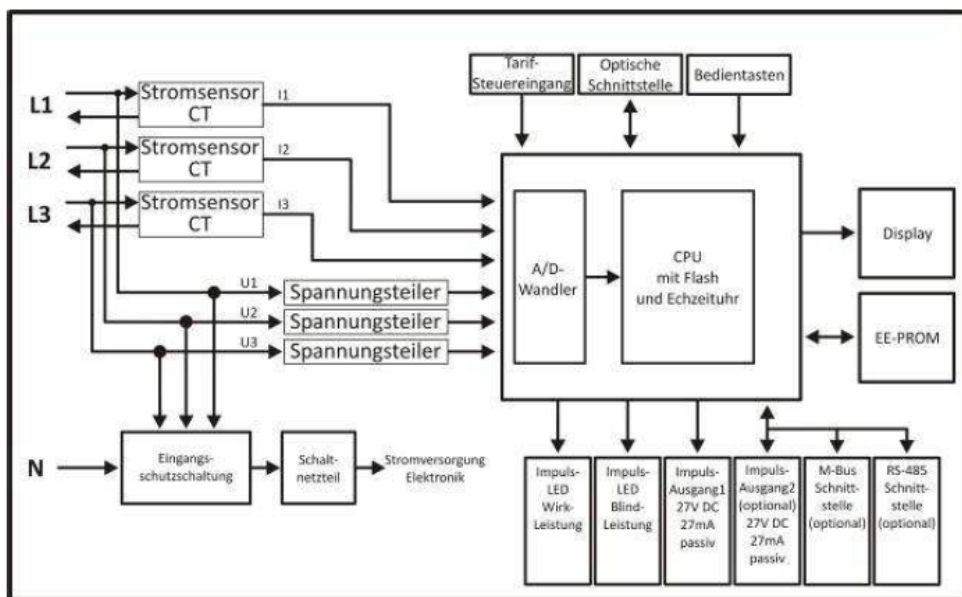 Tarif-
Steuereingang
Optische
Schnittstelle
Bedientasten
L1
Stromsensor
CT
I1
L2
Stromsensor
CT
I2
L3
Stromsensor
CT
I3
A/D-
Wandler
CPU
mit Flash
und Echzeituhr
Display
EE-PROM
U1
Spannungsteiler
U2
Spannungsteiler
U3
Spannungsteiler
N
Eingangs-
schutzschaltung
Schalt-
netzteil
Stromversorgung
Elektronik
Impuls-
LED
Wirk-
Leistung
Impuls-
LED
Blind-
Leistung
Impuls-
Ausgang1
27V DC
27mA
passiv
Impuls-
Ausgang2
(optional)
27V DC
27mA
passiv
M-Bus
Schnitt-
stelle
(optional)
RS-485
Schnitt-
stelle
(optional)